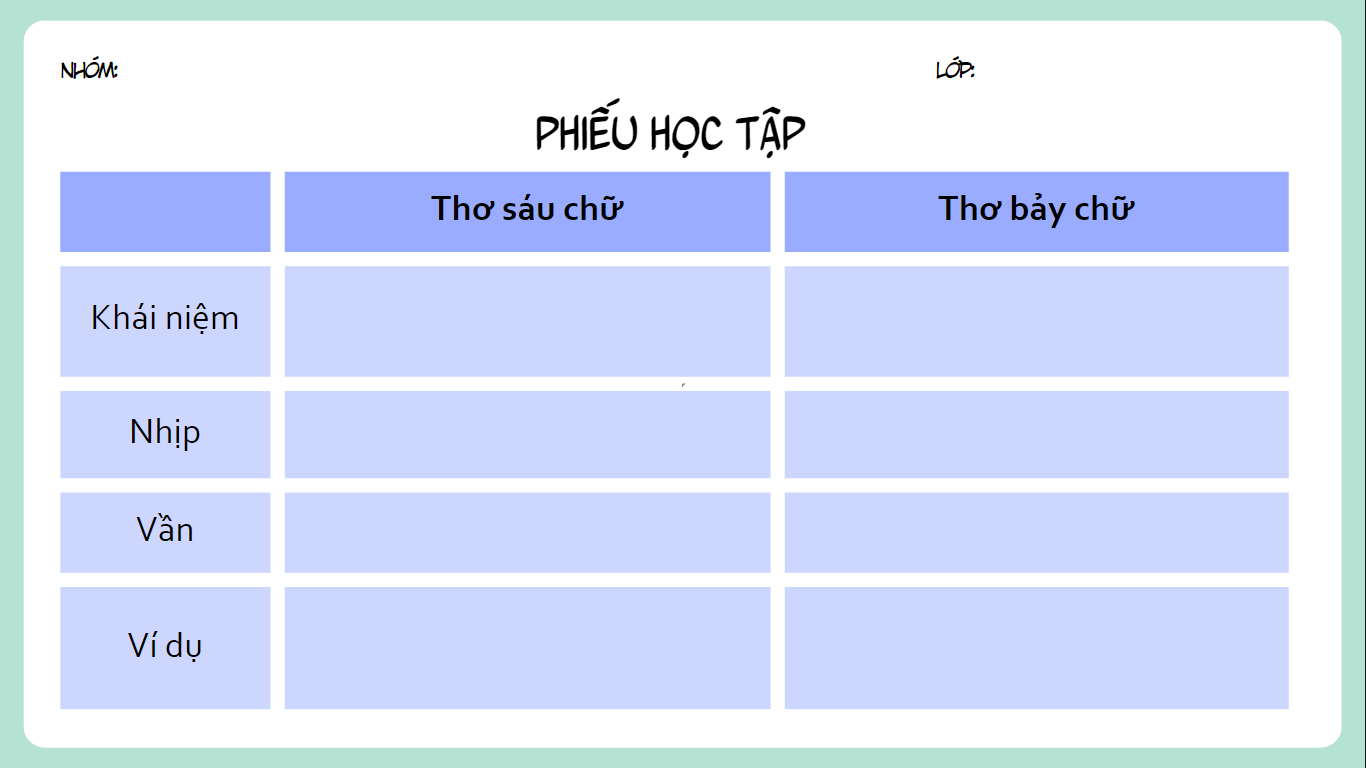 NHÓM: LỚP:
PHIẾU HỌC TẬP
Thơ sáu chữ Thơ bảy chữ
Khái niệm
Nhịp
Vần
Ví dụ